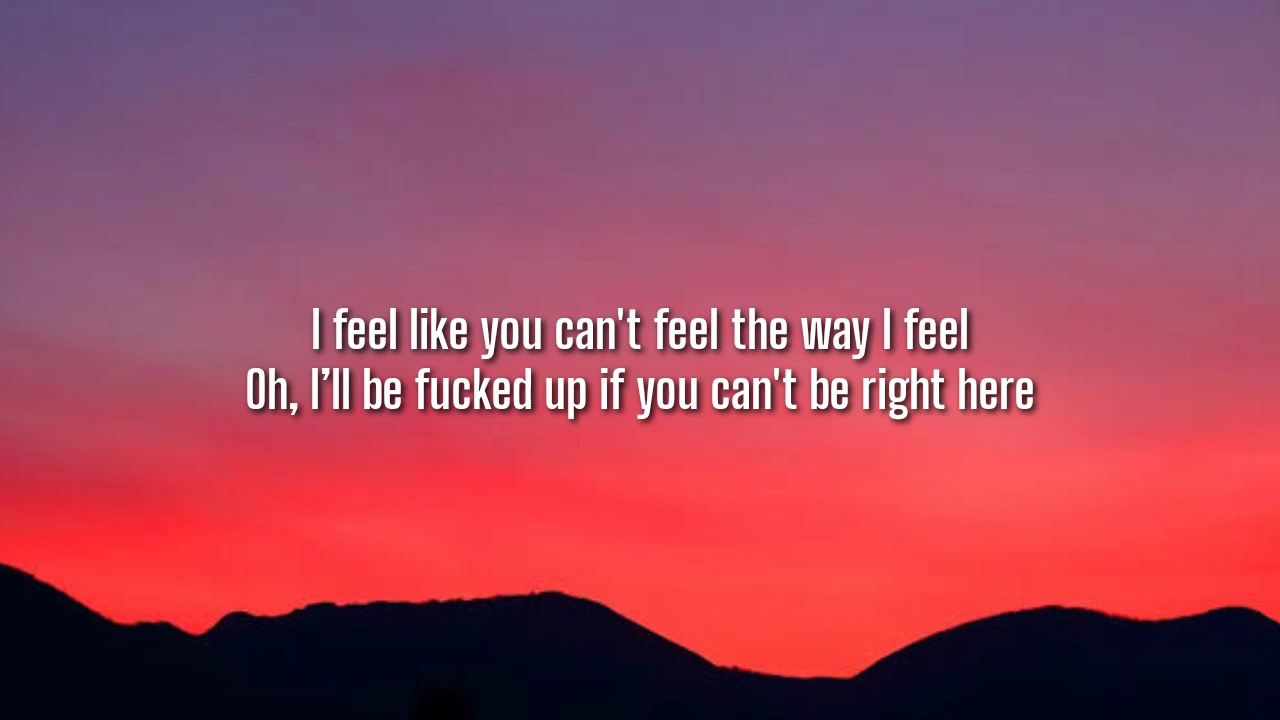 I feel like you can't feel the way I feel
Oh, I’ll be fucked up if you can't be right here